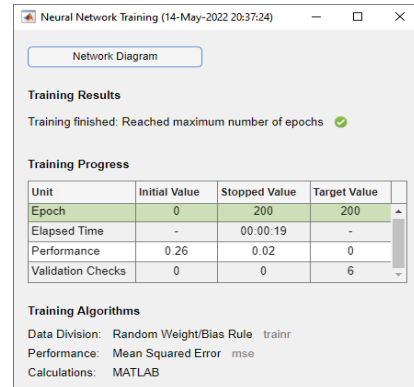 Neural Network Training (14-May-2022 20:37:24)
Network Diagram
Training Results
Training finished: Reached maximum number of epochs
Training Progress
Unit Initial Value Stopped Value Target Value
Epoch 0 200 200
Elapsed Time - 00:00:19 -
Performance 0.26 0.02 0
Validation Checks 0 0 6
Training Algorithms
Data Division: Random Weight/Bias Rule trainr
Performance: Mean Squared Error mse
Calculations: MATLAB